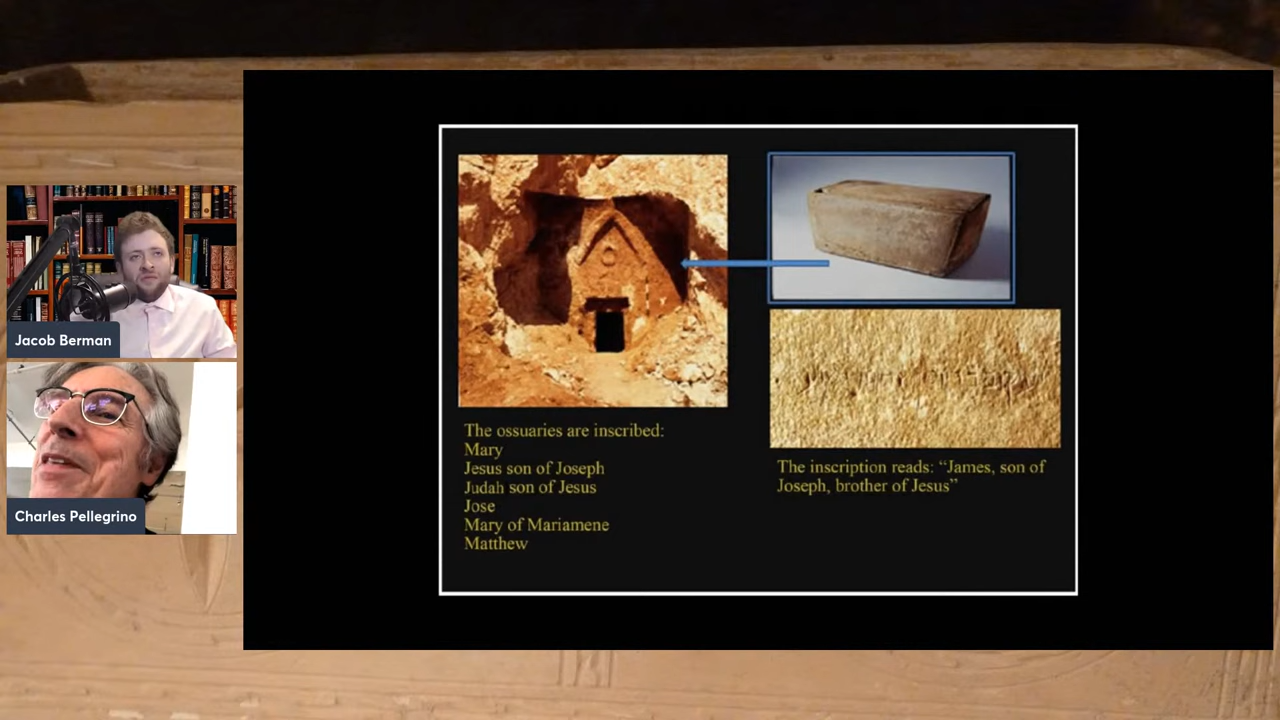 Jacob Berman
Charles Pellegrino
The ossuaries are inscribed:
Mary
Jesus son of Joseph
Judah son of Jesus
Jose
Mary of Mariamene
Matthew
The inscription reads: “James, son of
Joseph, brother of Jesus”